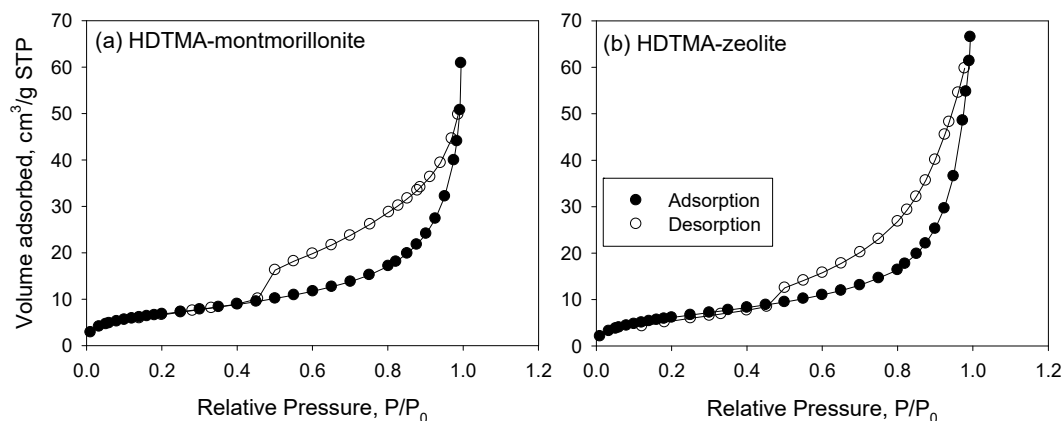 (a) HDTMA-montmorillonite
(b) HDTMA-zeolite
Volume adsorbed, cm³/g STP
70
60
50
40
30
20
10
0
0.0 0.2 0.4 0.6 0.8 1.0 1.2
Relative Pressure, P/P₀
70
60
50
40
30
20
10
0
Adsorption
Desorption
0.0 0.2 0.4 0.6 0.8 1.0 1.2
Relative Pressure, P/P₀